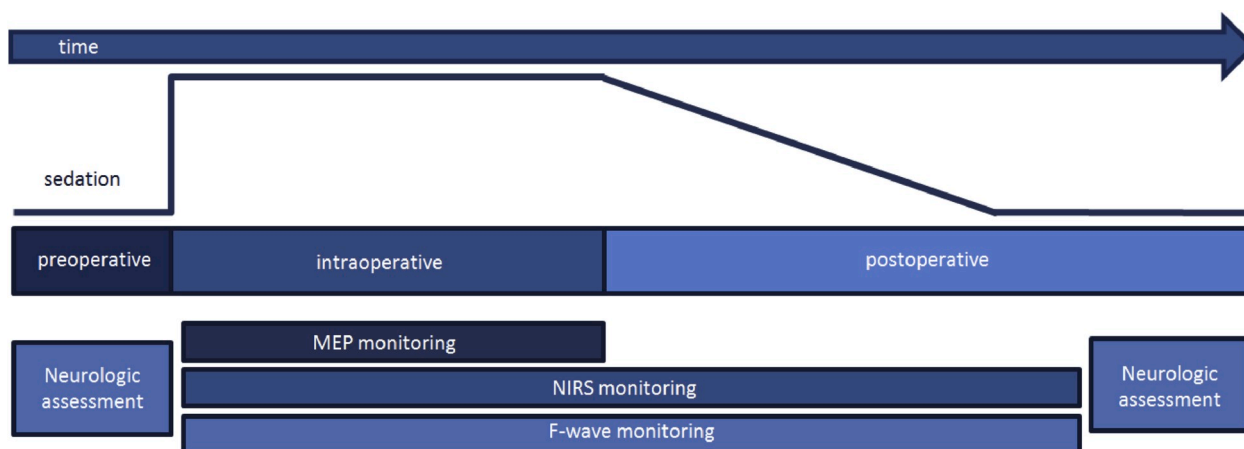 time
sedation
preoperative
intraoperative
postoperative
MEP monitoring
Neurologic
assessment
NIRS monitoring
Neurologic
assessment
F-wave monitoring